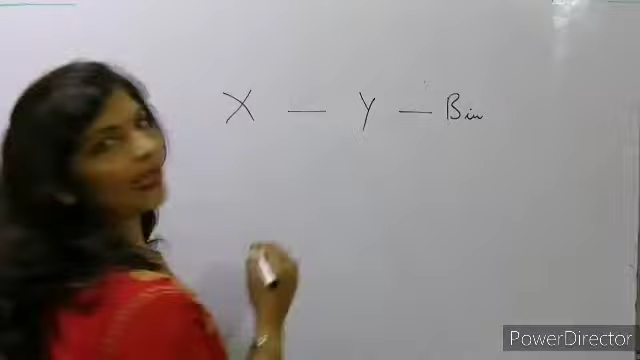 X — Y — Bin
PowerDirector